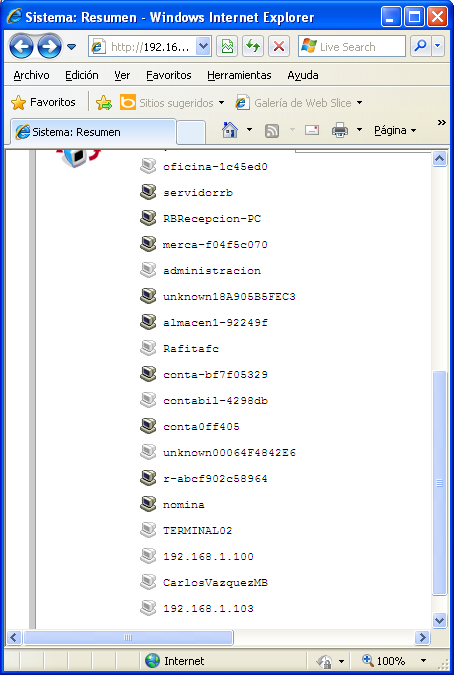 Sistema: Resumen - Windows Internet Explorer
http://192.16...
Live Search
Archivo Edición Ver Favoritos Herramientas Ayuda
Favoritos Sitios sugeridos Galería de Web Slice
Sistema: Resumen Página »
oficina-1c45ed0
servidorrb
RBRecepcion-PC
merca-f04f5c070
administracion
unknown18A905B5FEC3
almacen1-92249f
Rafitafc
conta-bf7f05329
contabil-4298db
conta0ff405
unknown00064F4842E6
r-abcf902c58964
nomina
TERMINAL02
192.168.1.100
CarlosVazquezMB
192.168.1.103
Internet 100%